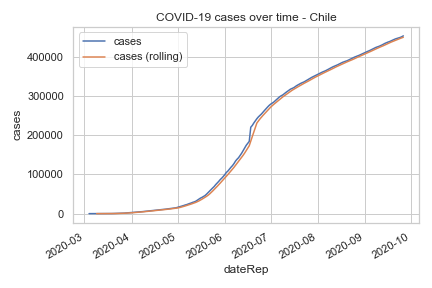 COVID-19 cases over time - Chile
cases
cases (rolling)
400000
300000
200000
100000
0
cases
2020-03
2020-04
2020-05
2020-06
2020-07
2020-08
2020-09
2020-10
dateRep